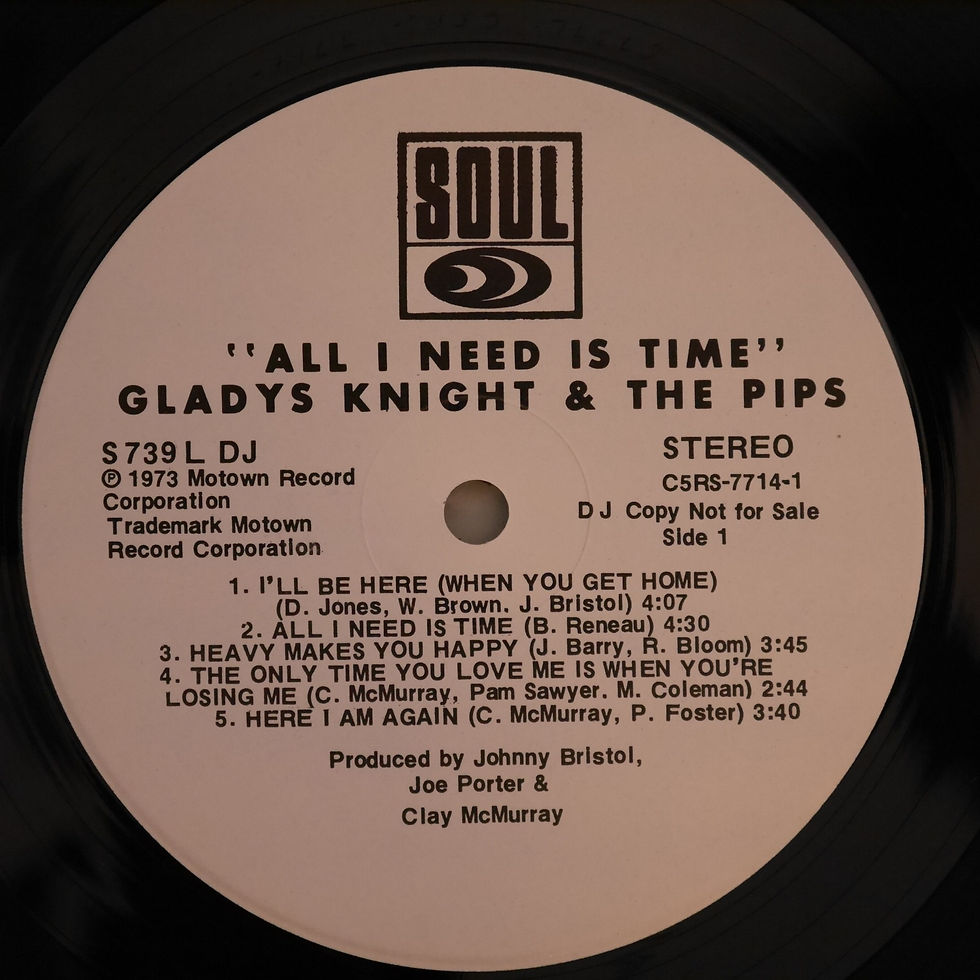 SOUL
‘‘ALL I NEED IS TIME’’
GLADYS KNIGHT & THE PIPS
S 739 L DJ
℗ 1973 Motown Record
Corporation
Trademark Motown
Record Corporation
STEREO
C5RS-7714-1
DJ Copy Not for Sale
Side 1
1. I'LL BE HERE (WHEN YOU GET HOME)
(D. Jones, W. Brown. J. Bristol) 4:07
2. ALL I NEED IS TIME (B. Reneau) 4:30
3. HEAVY MAKES YOU HAPPY (J. Barry, R. Bloom) 3:45
4. THE ONLY TIME YOU LOVE ME IS WHEN YOU'RE
LOSING ME (C. McMurray, Pam Sawyer. M. Coleman) 2:44
5. HERE I AM AGAIN (C. McMurray, P. Foster) 3:40
Produced by Johnny Bristol,
Joe Porter &
Clay McMurray